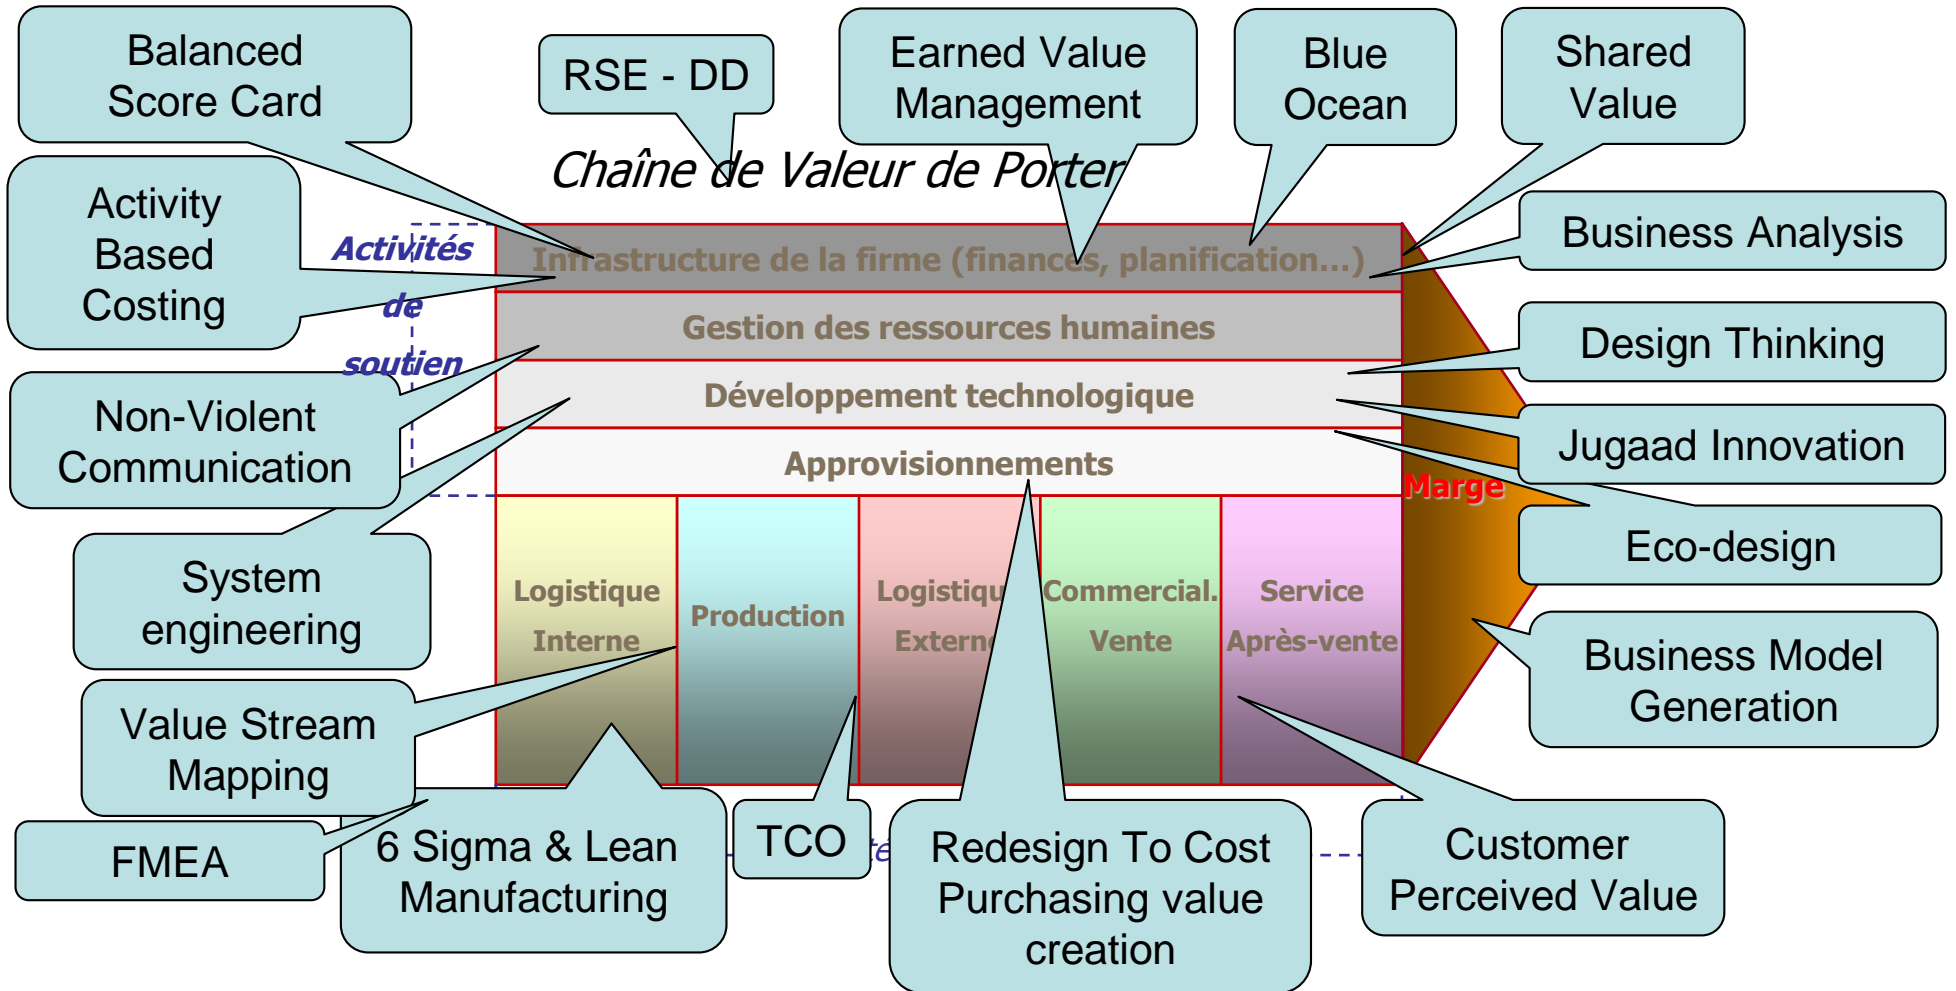 Balanced
Score Card
RSE - DD
Earned Value
Management
Blue
Ocean
Shared
Value
Chaîne de Valeur de Porter
Activity
Based
Costing
Activités
de
soutien
Infrastructure de la firme (finances, planification...)
Business Analysis
Gestion des ressources humaines
Design Thinking
Développement technologique
Non-Violent
Communication
Jugaad Innovation
Approvisionnements
Marge
Eco-design
System
engineering
Logistique
Interne
Production
Logistiqu
Extern
Commercial.
Vente
Service
Après-vente
Business Model
Generation
Value Stream
Mapping
FMEA
6 Sigma & Lean
Manufacturing
TCO
Redesign To Cost
Purchasing value
creation
Customer
Perceived Value